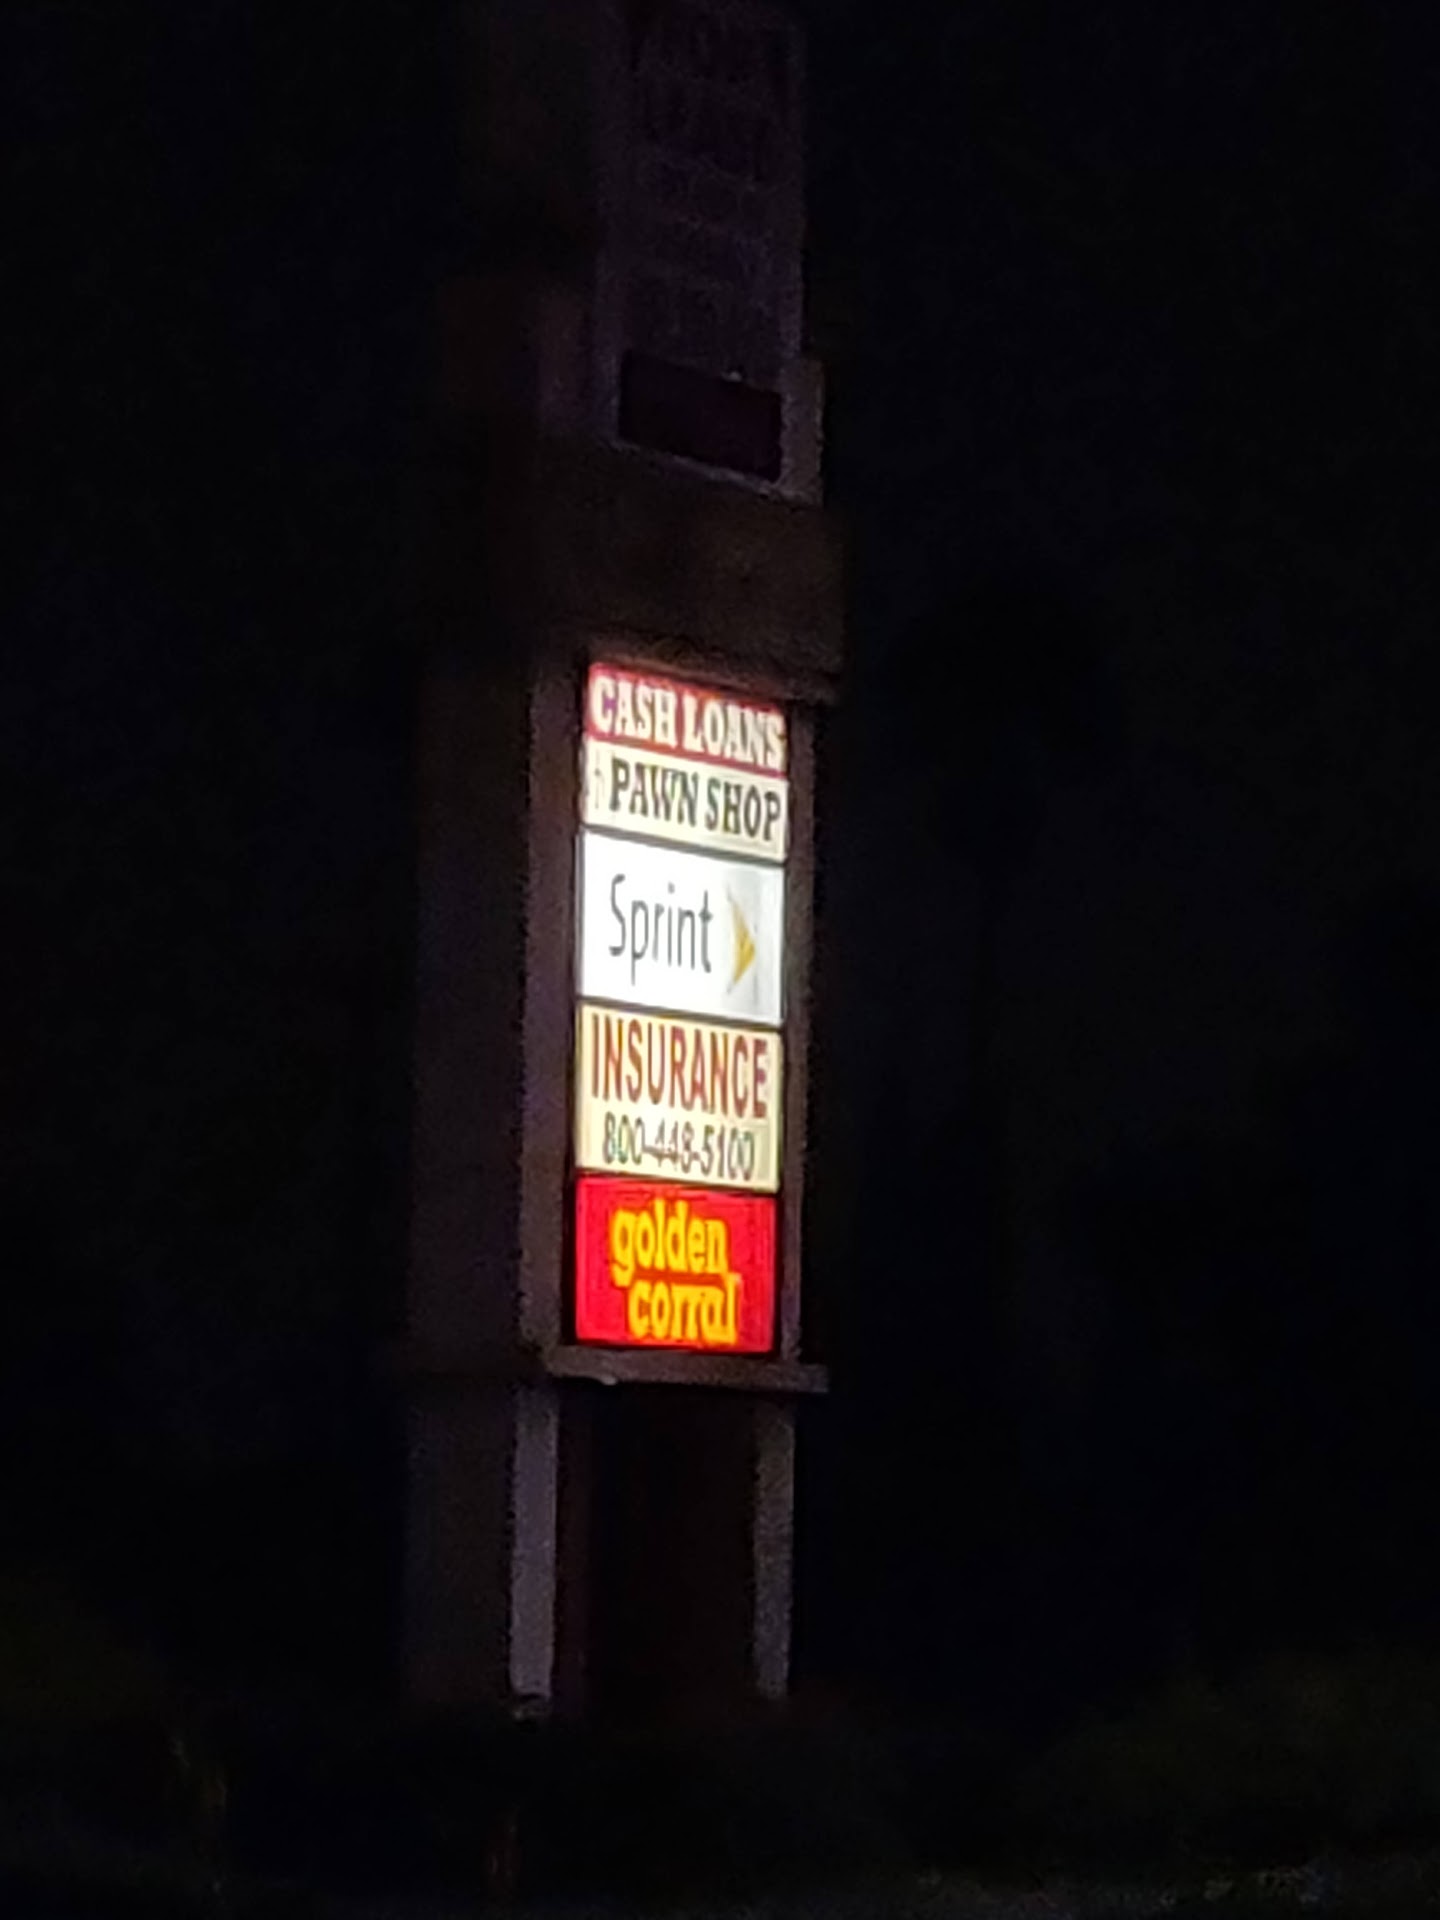 CASH LOANS
PAWN SHOP
Sprint
INSURANCE
800-448-5100
golden
corral